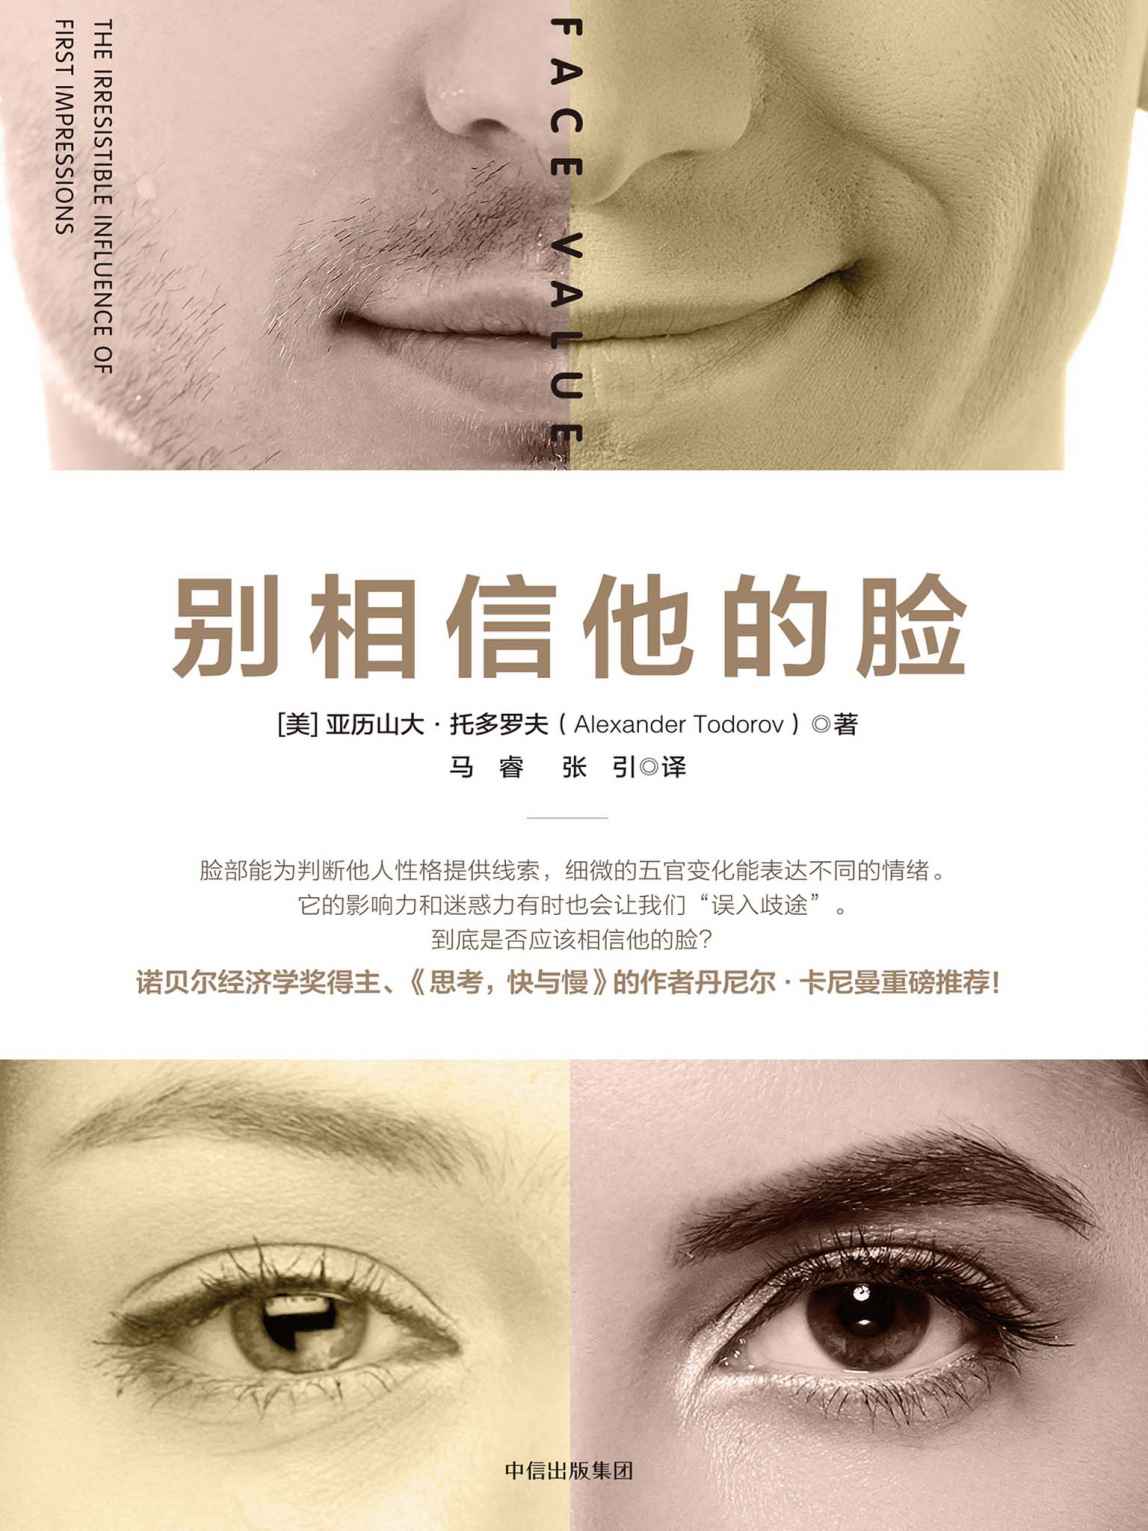 THE IRRESISTIBLE INFLUENCE OF
FIRST IMPRESSIONS
FACE VALUE
别相信他的脸
[美] 亚历山大·托多罗夫（Alexander Todorov）◎著
马 睿 张 引◎译
脸部能为判断他人性格提供线索，细微的五官变化能表达不同的情绪。
它的影响力和迷惑力有时也会让我们“误入歧途”。
到底是否应该相信他的脸？
诺贝尔经济学奖得主、《思考，快与慢》的作者丹尼尔·卡尼曼重磅推荐！
中信出版集团